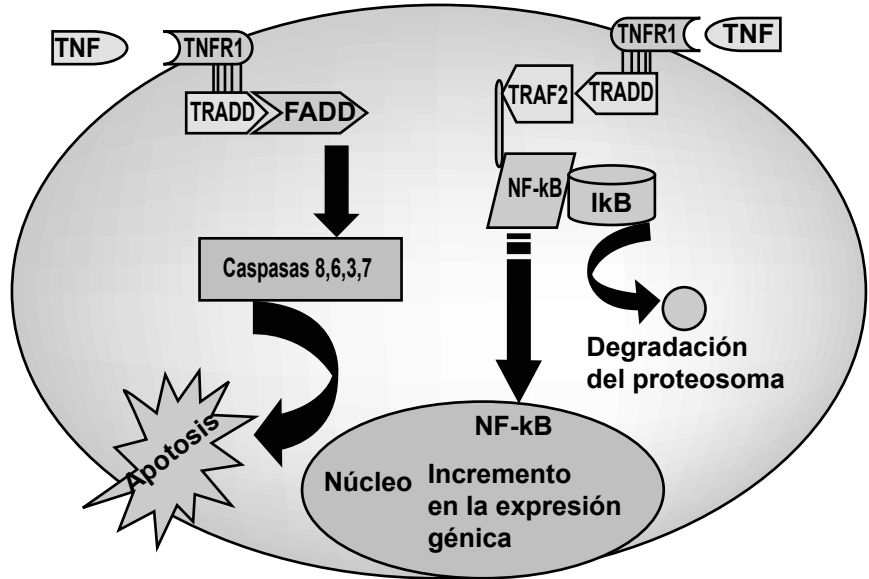 TNF
TNFR1
TRADD
FADD
Caspasas 8,6,3,7
Apotosis
TNFR1
TNF
TRAF2
TRADD
NF-kB
IkB
Degradación
del proteosoma
NF-kB
Núcleo
Incremento
en la expresión
génica